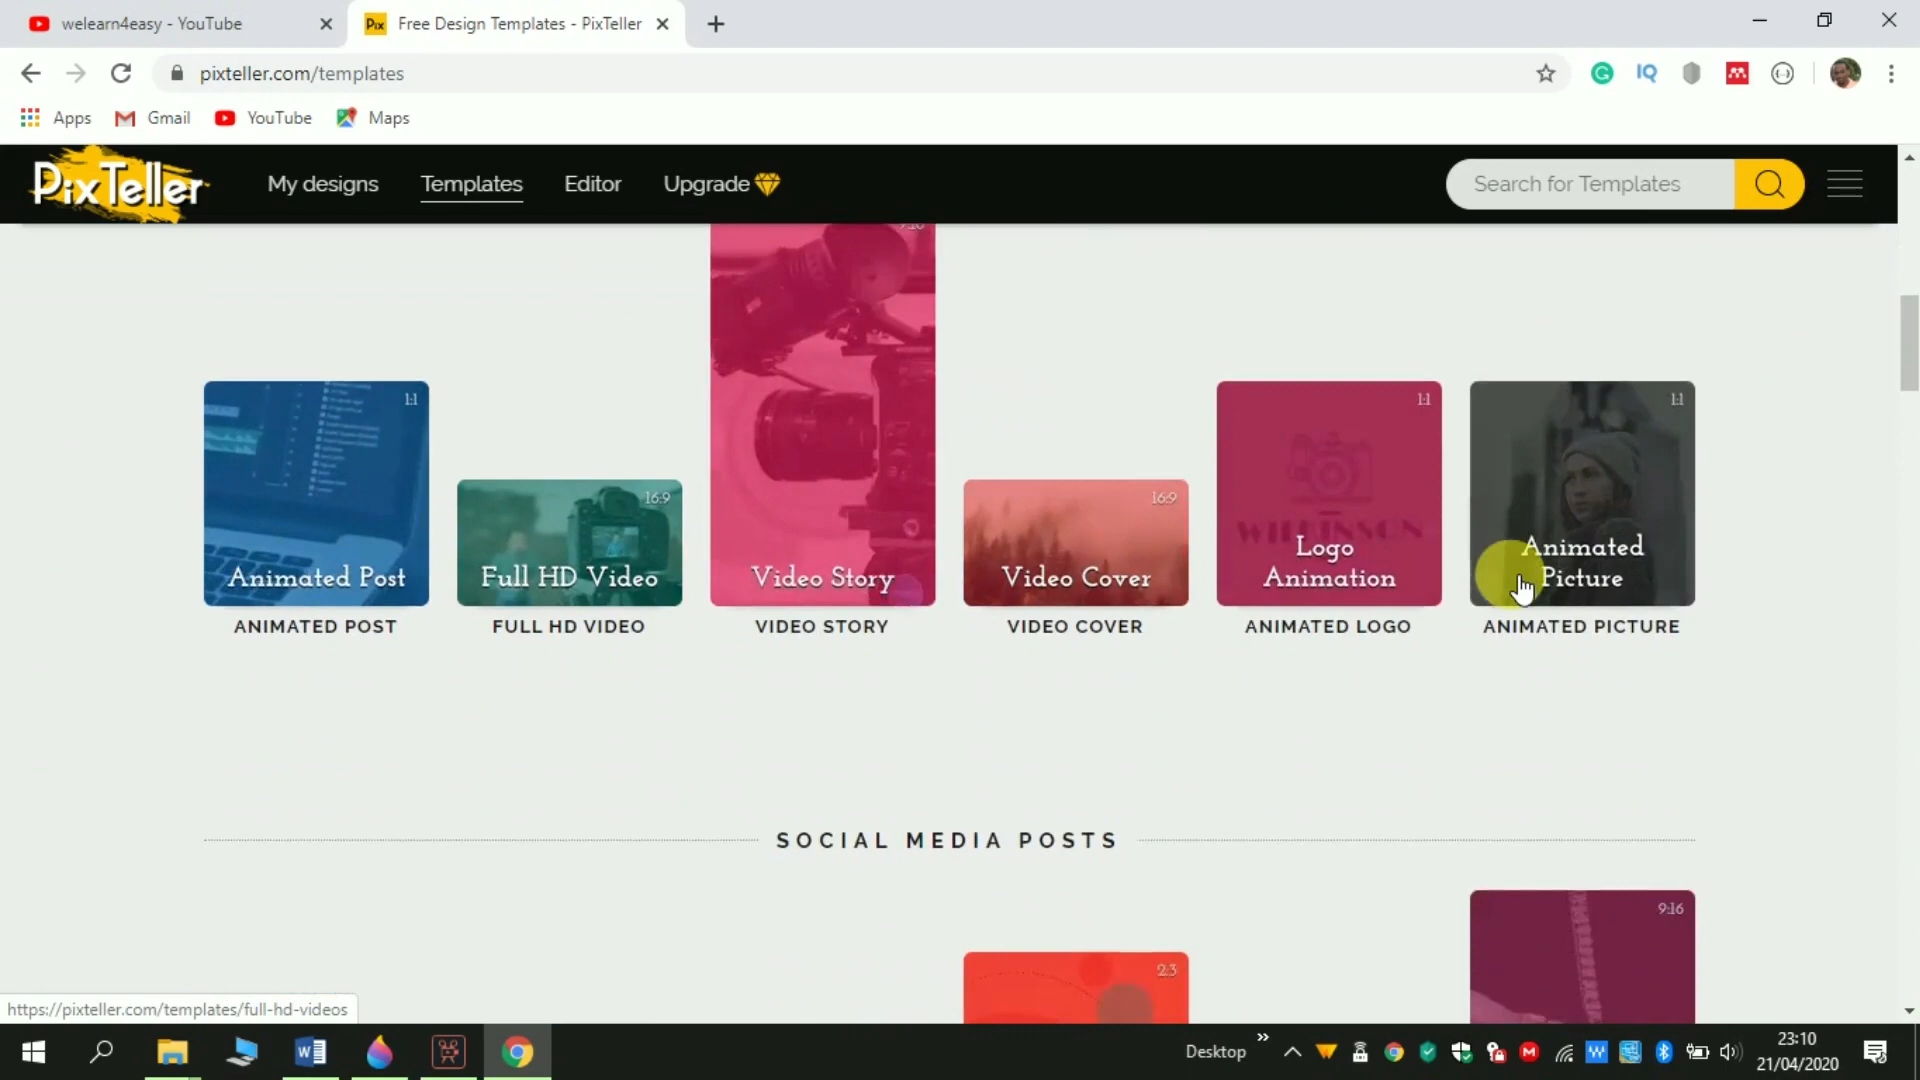 welearn4easy - YouTube
Pix Free Design Templates - PixTeller
pixteller.com/templates
IQ
Apps Gmail YouTube Maps
PixTeller My designs Templates Editor Upgrade Search for Templates
1:1
Animated Post
ANIMATED POST
16:9
Full HD Video
FULL HD VIDEO
Video Story
VIDEO STORY
16:9
Video Cover
VIDEO COVER
1:1
WILKINSON
Logo
Animation
ANIMATED LOGO
1:1
Animated
Picture
ANIMATED PICTURE
SOCIAL MEDIA POSTS
2:3
9:16
https://pixteller.com/templates/full-hd-videos
Desktop
23:10
21/04/2020